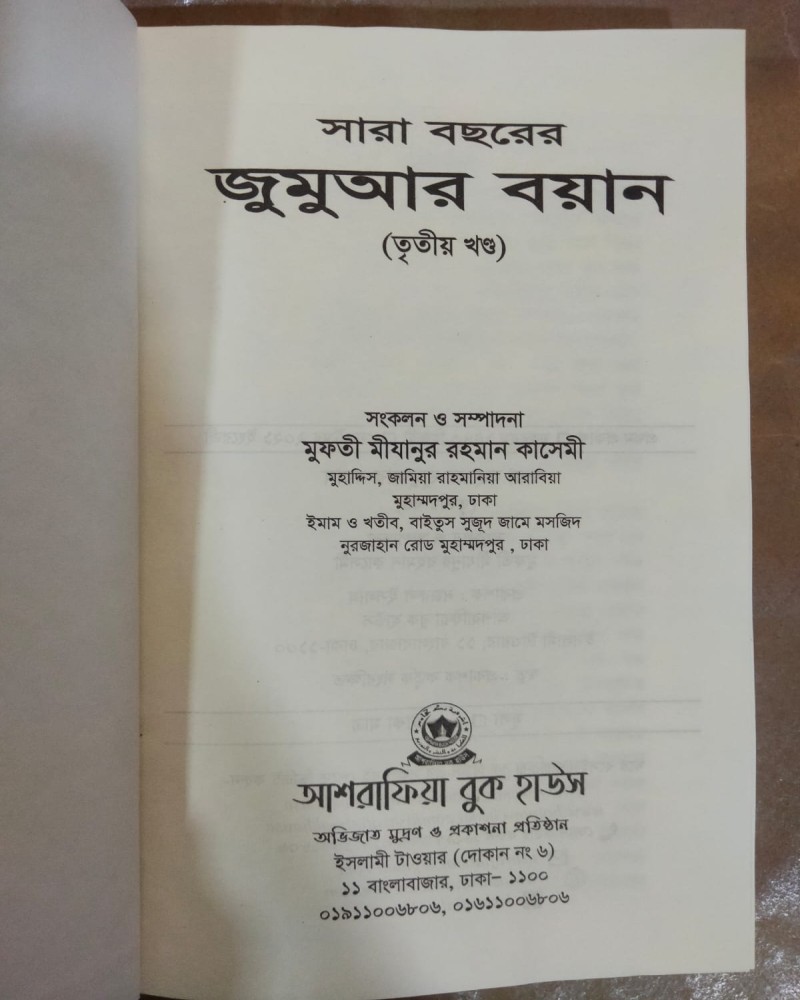 সারা বছরের
জুমুআর বয়ান
(তৃতীয় খণ্ড)
সংকলন ও সম্পাদনা
মুফতী মীযানুর রহমান কাসেমী
মুহাদ্দিস, জামিয়া রাহমানিয়া আরাবিয়া
মুহাম্মদপুর, ঢাকা
ইমাম ও খতীব, বাইতুস সুজূদ জামে মসজিদ
নুরজাহান রোড মুহাম্মদপুর , ঢাকা
আশরাফিয়া বুক হাউস
অভিজাত মুদ্রণ ও প্রকাশনা প্রতিষ্ঠান
ইসলামী টাওয়ার (দোকান নং ৬)
১১ বাংলাবাজার, ঢাকা- ১১০০
০১৯১১০০৬৮০৬, ০১৬১১০০৬৮০৬